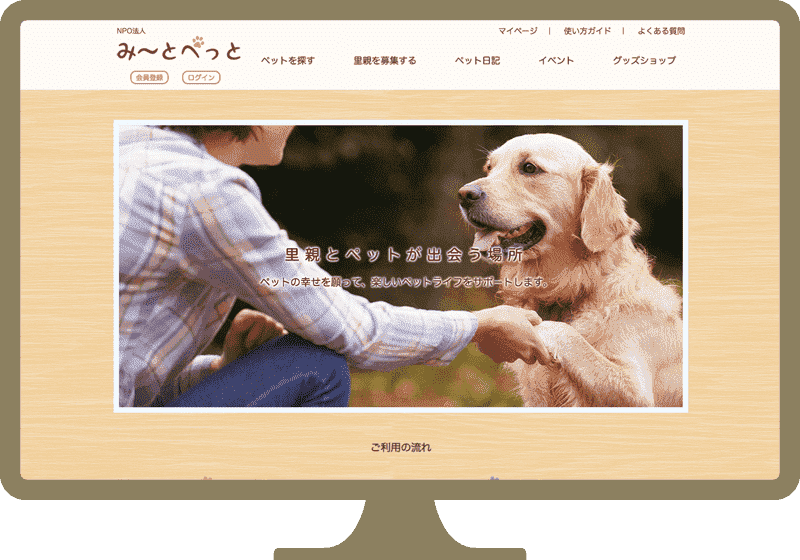 NPO法人
み〜とぺっと
会員登録 ログイン
マイページ | 使い方ガイド | よくある質問
ペットを探す 里親を募集する ペット日記 イベント グッズショップ
里親とペットが出会う場所
ペットの幸せを願って、楽しいペットライフをサポートします。
ご利用の流れ